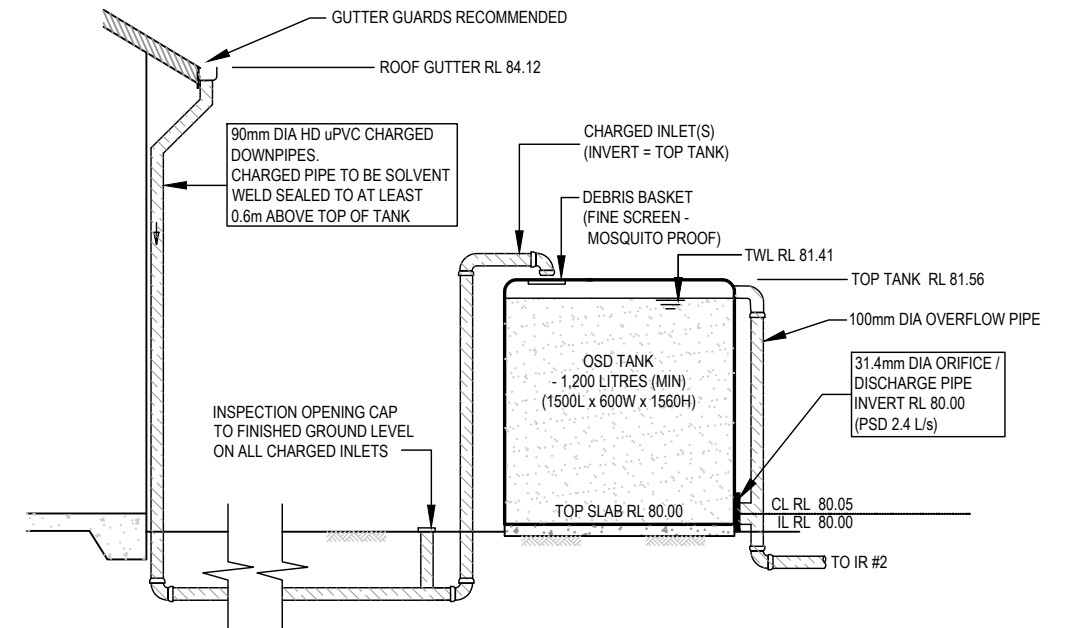 GUTTER GUARDS RECOMMENDED
ROOF GUTTER RL 84.12
90mm DIA HD uPVC CHARGED
DOWNPIPES.
CHARGED PIPE TO BE SOLVENT
WELD SEALED TO AT LEAST
0.6m ABOVE TOP OF TANK
CHARGED INLET(S)
(INVERT = TOP TANK)
DEBRIS BASKET
(FINE SCREEN -
MOSQUITO PROOF)
TWL RL 81.41
TOP TANK RL 81.56
100mm DIA OVERFLOW PIPE
OSD TANK
- 1,200 LITRES (MIN)
(1500L x 600W x 1560H)
31.4mm DIA ORIFICE /
DISCHARGE PIPE
INVERT RL 80.00
(PSD 2.4 L/s)
INSPECTION OPENING CAP
TO FINISHED GROUND LEVEL
ON ALL CHARGED INLETS
TOP SLAB RL 80.00
CL RL 80.05
IL RL 80.00
TO IR #2